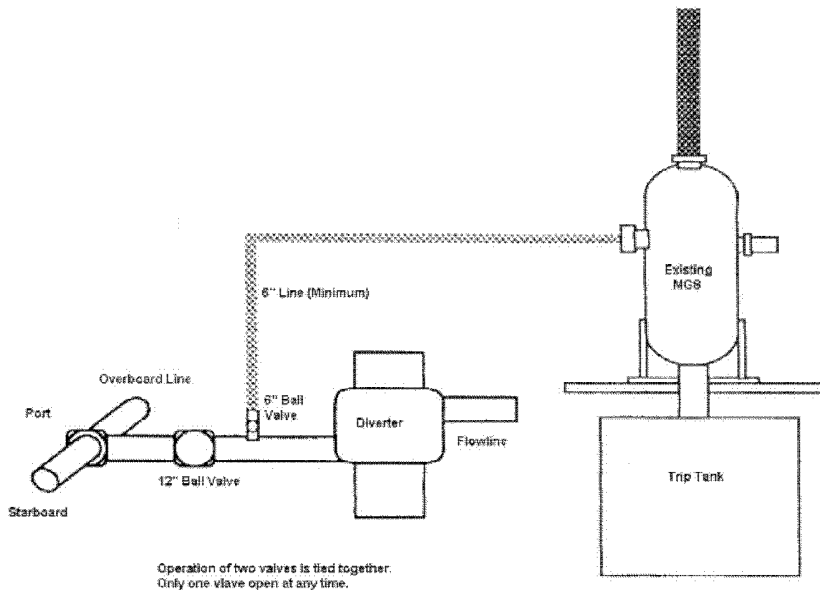 Existing
MGS
6" Line (Minimum)
Overboard Line
6" Ball
Valve
Port
Diverter
Flowline
12" Ball Valve
Starboard
Trip Tank
Operation of two valves is tied together.
Only one vlave open at any time.